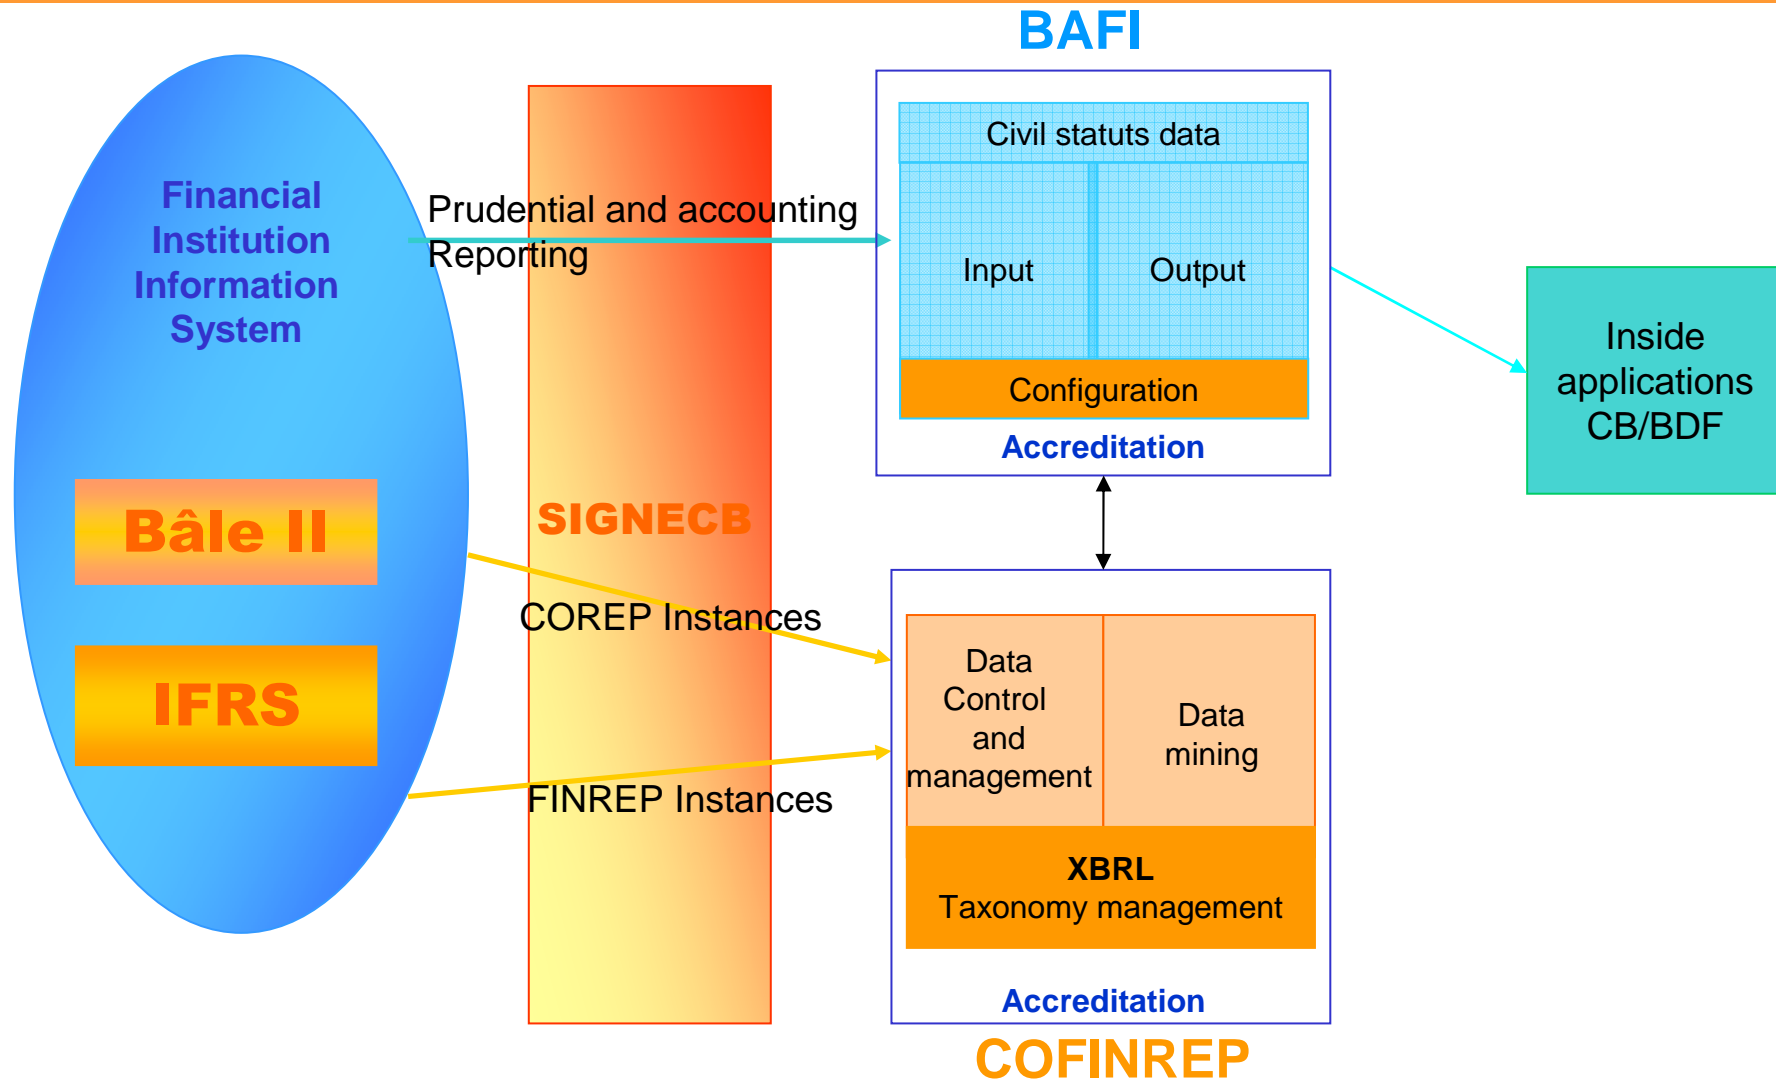 BAFI
Financial
Institution
Information
System
Bâle II
IFRS
SIGNECB
Prudential and accounting
Reporting
COREP Instances
FINREP Instances
Civil statuts data
Input
Output
Configuration
Accreditation
Inside
applications
CB/BDF
Data
Control
and
management
Data
mining
XBRL
Taxonomy management
Accreditation
COFINREP